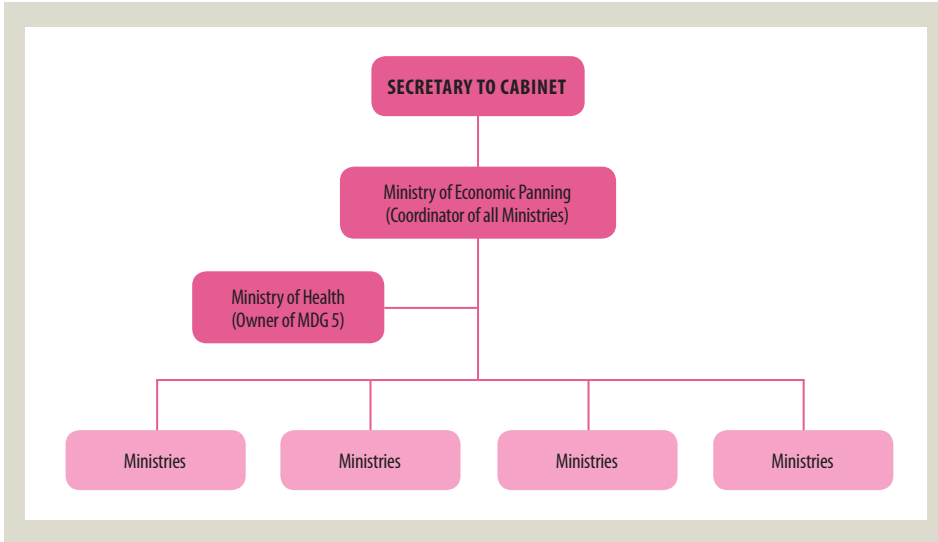 SECRETARY TO CABINET
Ministry of Economic Panning
(Coordinator of all Ministries)
Ministry of Health
(Owner of MDG 5)
Ministries
Ministries
Ministries
Ministries